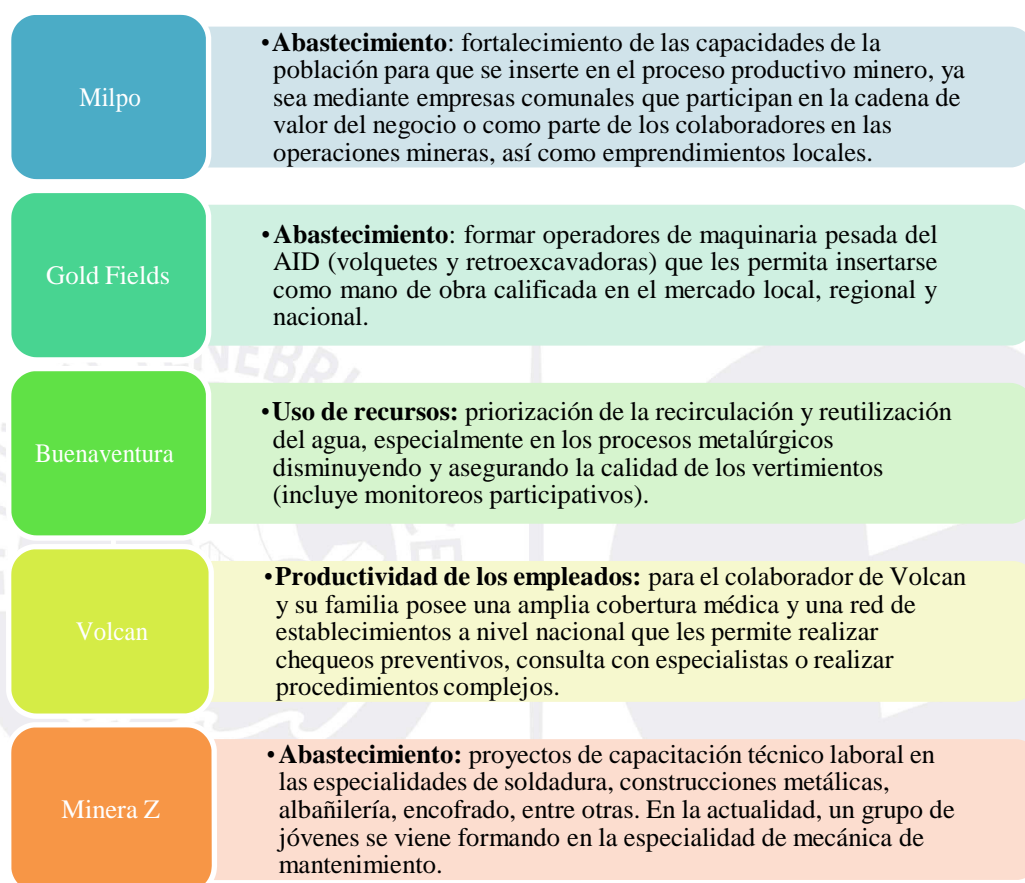 Milpo
•Abastecimiento: fortalecimiento de las capacidades de la
población para que se inserte en el proceso productivo minero, ya
sea mediante empresas comunales que participan en la cadena de
valor del negocio o como parte de los colaboradores en las
operaciones mineras, así como emprendimientos locales.
Gold Fields
•Abastecimiento: formar operadores de maquinaria pesada del
AID (volquetes y retroexcavadoras) que les permita insertarse
como mano de obra calificada en el mercado local, regional y
nacional.
Buenaventura
•Uso de recursos: priorización de la recirculación y reutilización
del agua, especialmente en los procesos metalúrgicos
disminuyendo y asegurando la calidad de los vertimientos
(incluye monitoreos participativos).
Volcan
•Productividad de los empleados: para el colaborador de Volcan
y su familia posee una amplia cobertura médica y una red de
establecimientos a nivel nacional que les permite realizar
chequeos preventivos, consulta con especialistas o realizar
procedimientos complejos.
Minera Z
•Abastecimiento: proyectos de capacitación técnico laboral en
las especialidades de soldadura, construcciones metálicas,
albañilería, encofrado, entre otras. En la actualidad, un grupo de
jóvenes se viene formando en la especialidad de mecánica de
mantenimiento.